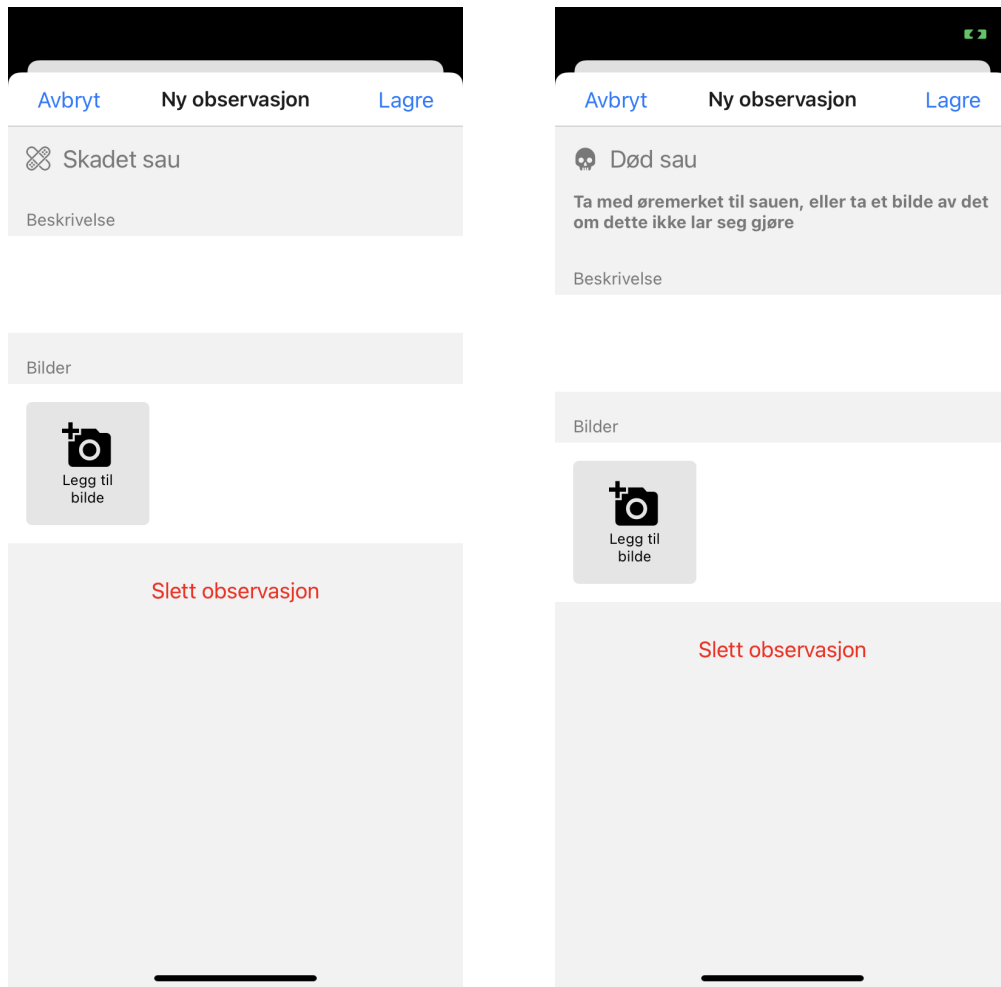 Avbryt Ny observasjon Lagre
Skadet sau
Beskrivelse
Bilder
Legg til
bilde
Slett observasjon
Avbryt Ny observasjon Lagre
Død sau
Ta med øremerket til sauen, eller ta et bilde av det
om dette ikke lar seg gjøre
Beskrivelse
Bilder
Legg til
bilde
Slett observasjon